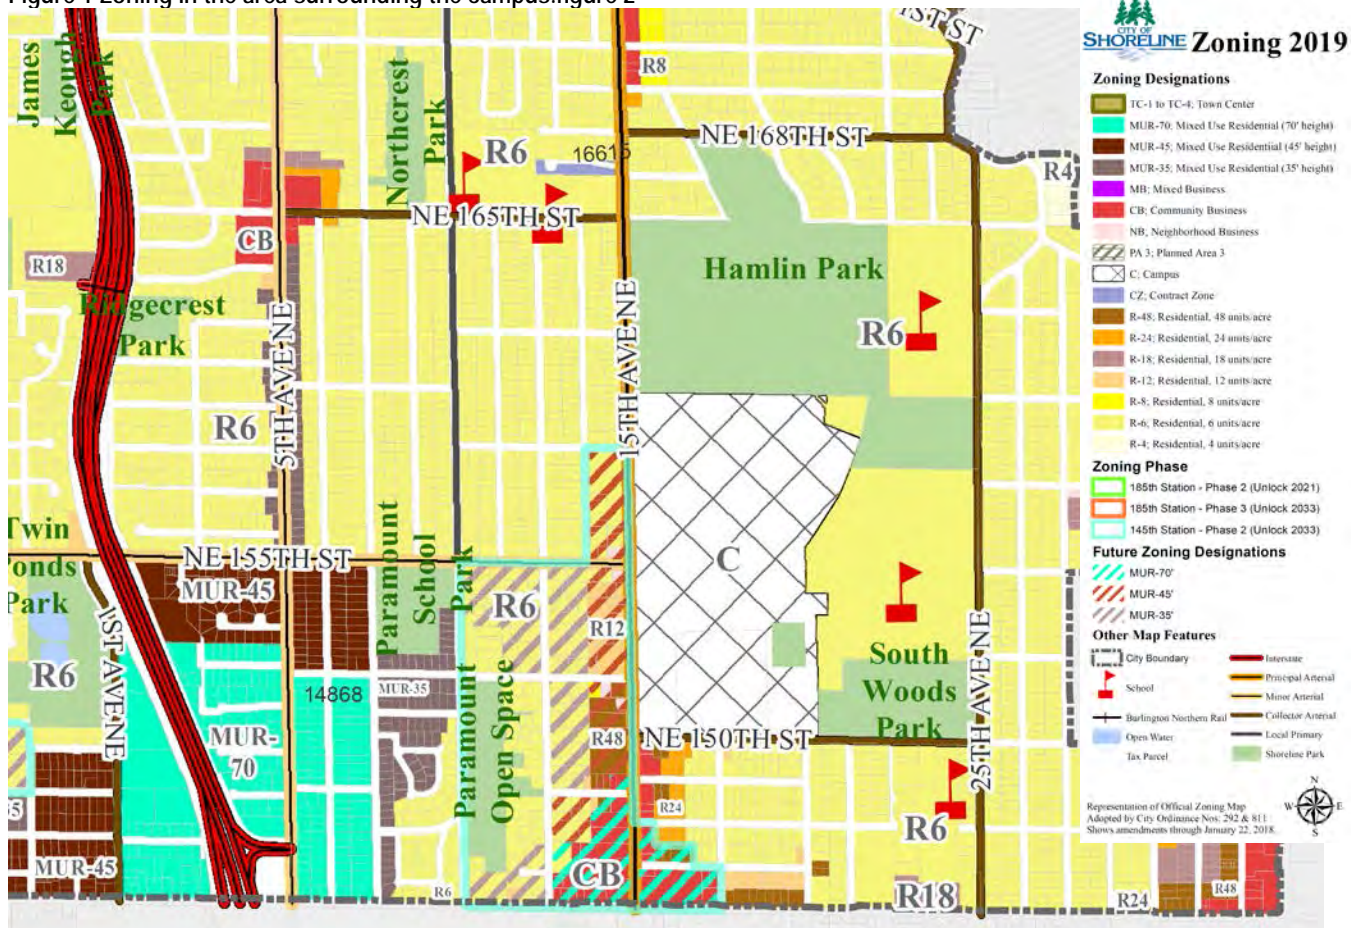 Figure 1 Zoning in the area surrounding the campusfigure 2
James
Keough
Park
Northcrest
Park
R6
16615
R8
1ST ST
NE 168TH ST
R4
NE 165TH ST
CB
R18
Ridgecrest
Park
5TH AVE NE
15TH AVE NE
Hamlin Park
R6
R6
Twin
Ponds
Park
NE 155TH ST
MUR-45
Paramount
School
Park
R6
R12
C
1ST AVE NE
R6
14868
MUR-35
MUR-
70
Paramount
Open Space
R48
NE 150TH ST
South
Woods
Park
25TH AVE NE
R24
R6
35
MUR-45
R6
CB
R18
R24
R48
CITY OF
SHORELINE Zoning 2019
Zoning Designations
TC-1 to TC-4; Town Center
MUR-70; Mixed Use Residential (70' height)
MUR-45; Mixed Use Residential (45' height)
MUR-35; Mixed Use Residential (35' height)
MB; Mixed Business
CB; Community Business
NB, Neighborhood Business
PA 3; Planned Area 3
C; Campus
CZ; Contract Zone
R-48; Residential, 48 units/acre
R-24; Residential, 24 units/acre
R-18; Residential, 18 units/acre
R-12; Residential, 12 units/acre
R-8; Residential, 8 units/acre
R-6; Residential, 6 units/acre
R-4; Residential, 4 units/acre
Zoning Phase
185th Station - Phase 2 (Unlock 2021)
185th Station - Phase 3 (Unlock 2033)
145th Station - Phase 2 (Unlock 2033)
Future Zoning Designations
MUR-70'
MUR-45'
MUR-35'
Other Map Features
City Boundary
School
Burlington Northern Rail
Open Water
Tax Parcel
Interstate
Principal Arterial
Minor Arterial
Collector Arterial
Local Primary
Shoreline Park
Representation of Official Zoning Map
Adopted by City Ordinance Nos. 292 & 811
Shows amendments through January 22, 2018.
N
W E
S